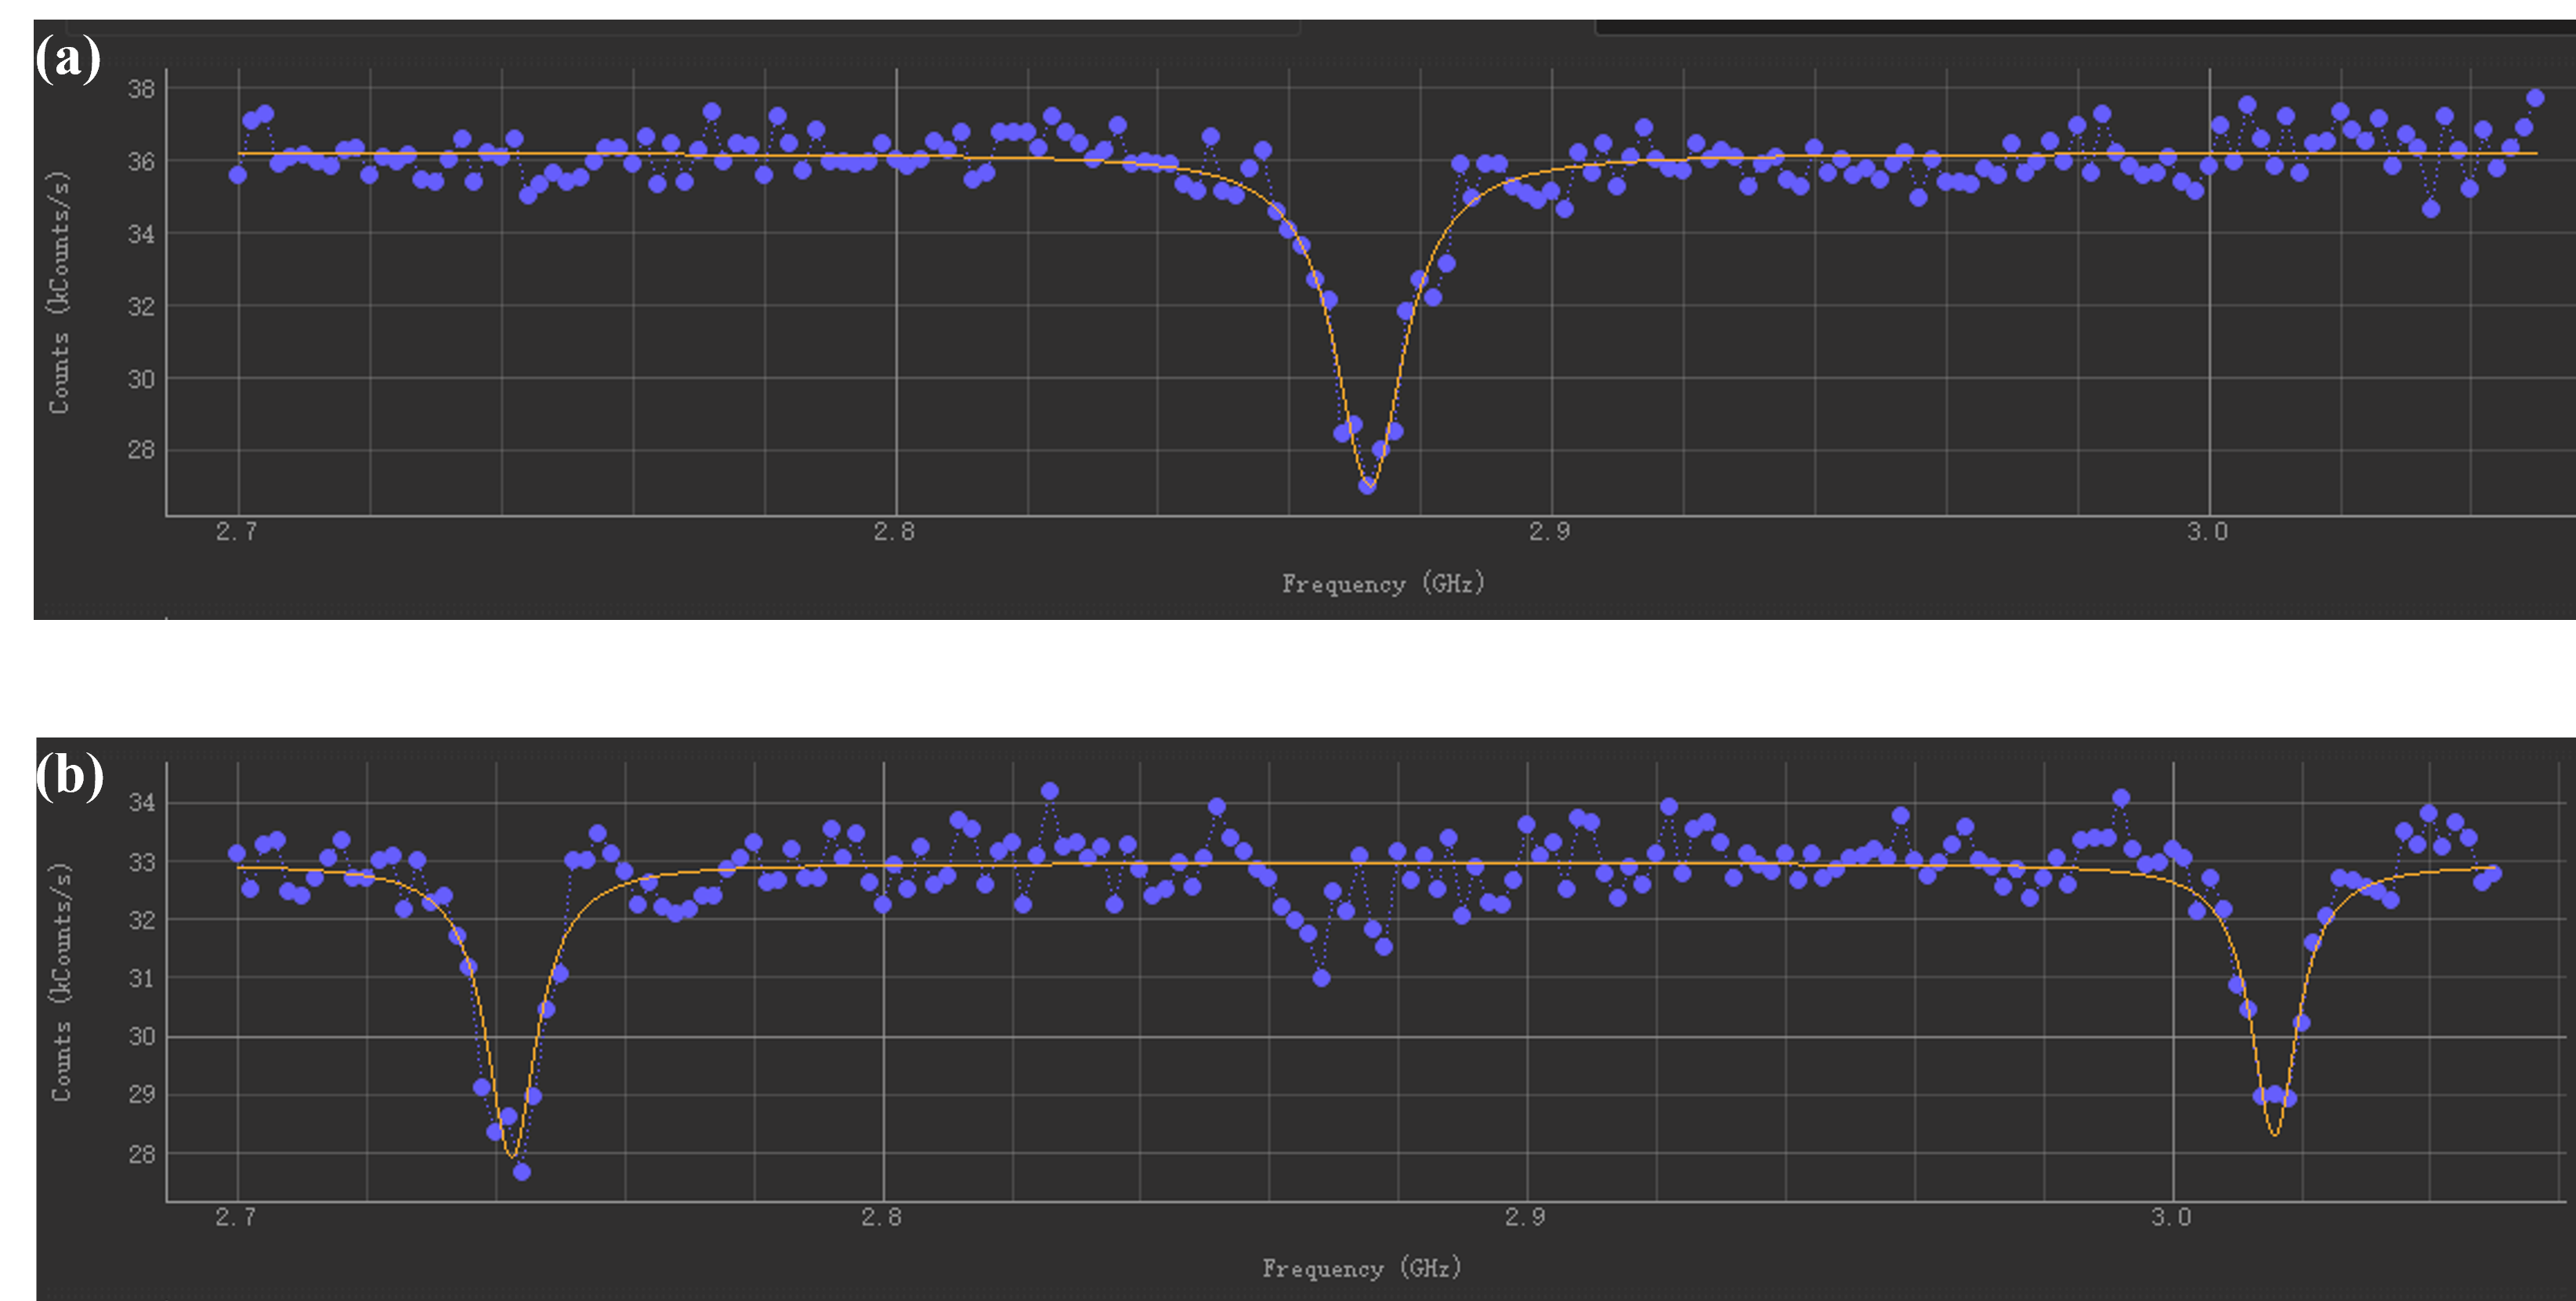 (a)
38
36
34
32
30
28
Counts (kCounts/s)
2.7 2.8 2.9 3.0
Frequency (GHz)
(b)
34
33
32
31
30
29
28
Counts (kCounts/s)
2.7 2.8 2.9 3.0
Frequency (GHz)